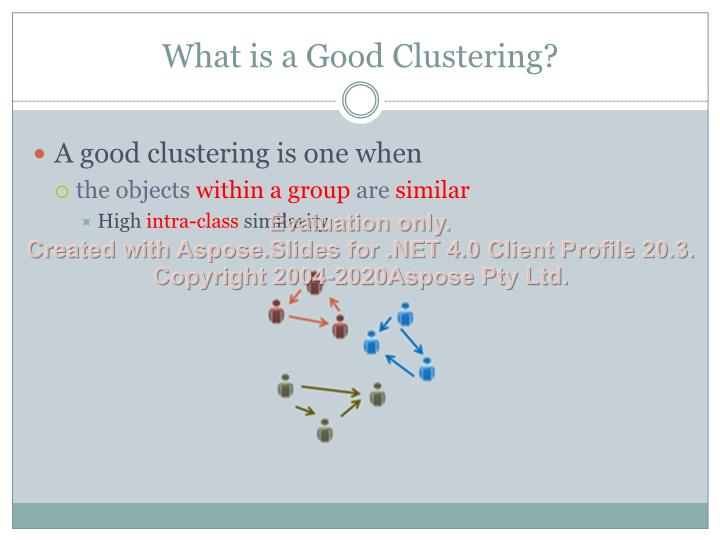 What is a Good Clustering?
A good clustering is one when
the objects within a group are similar
High intra-class similarity
Evaluation only.
Created with Aspose.Slides for .NET 4.0 Client Profile 20.3.
Copyright 2004-2020Aspose Pty Ltd.